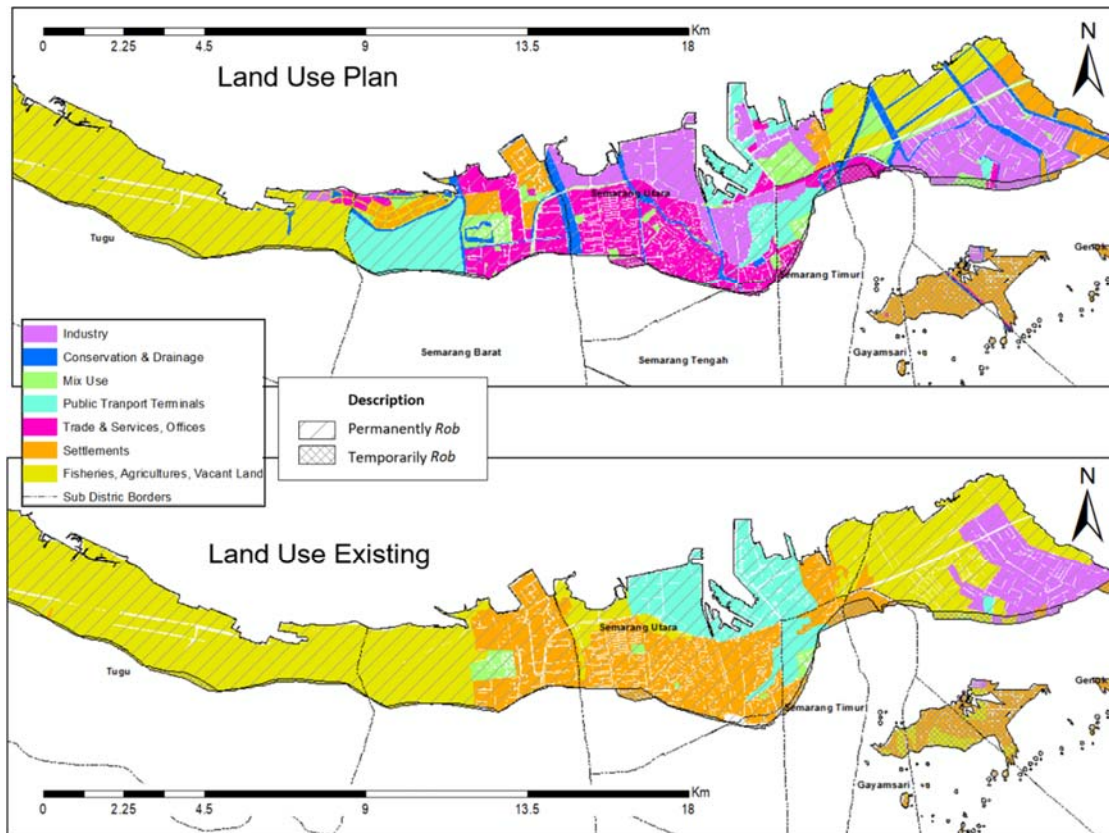 Km
0 2.25 4.5 9 13.5 18
Land Use Plan
N
Tugu
Semarang Utara
Semarang Timur
Genuk
Semarang Barat
Semarang Tengah
Gayamsari
Industry
Conservation & Drainage
Mix Use
Public Tranport Terminals
Trade & Services, Offices
Settlements
Fisheries, Agricultures, Vacant Land
Sub Distric Borders
Description
Permanently Rob
Temporarily Rob
Land Use Existing
N
Tugu
Semarang Utara
Semarang Timur
Genuk
Gayamsari
Km
0 2.25 4.5 9 13.5 18